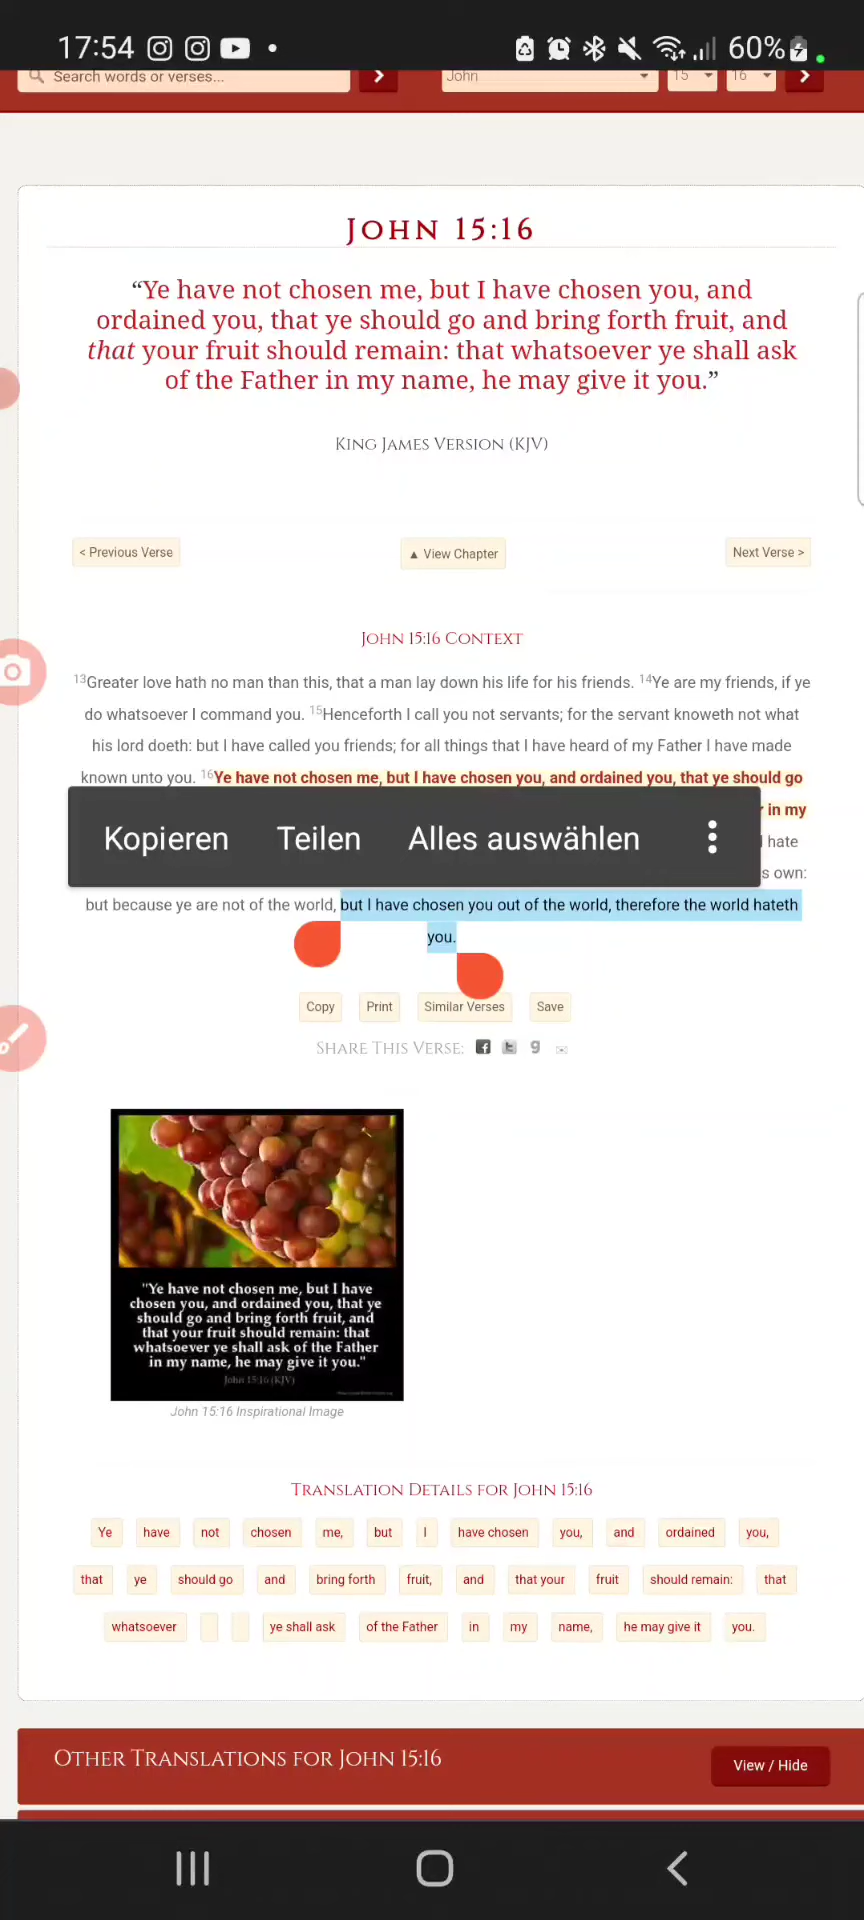 17:54 60%
Search words or verses... John 15 16
John 15:16
“Ye have not chosen me, but I have chosen you, and
ordained you, that ye should go and bring forth fruit, and
that your fruit should remain: that whatsoever ye shall ask
of the Father in my name, he may give it you.”
King James Version (KJV)
< Previous Verse ▲ View Chapter Next Verse >
John 15:16 Context
13Greater love hath no man than this, that a man lay down his life for his friends. 14Ye are my friends, if ye
do whatsoever I command you. 15Henceforth I call you not servants; for the servant knoweth not what
his lord doeth: but I have called you friends; for all things that I have heard of my Father I have made
known unto you. 16Ye have not chosen me, but I have chosen you, and ordained you, that ye should go
in my
Kopieren Teilen Alles auswählen
hate
own:
but because ye are not of the world, but I have chosen you out of the world, therefore the world hateth
you.
Copy Print Similar Verses Save
Share This Verse: f t g
"Ye have not chosen me, but I have
chosen you, and ordained you, that ye
should go and bring forth fruit, and
that your fruit should remain: that
whatsoever ye shall ask of the Father
in my name, he may give it you."
John 15:16 (KJV)
John 15:16 Inspirational Image
Translation Details for John 15:16
Ye have not chosen me, but I have chosen you, and ordained you,
that ye should go and bring forth fruit, and that your fruit should remain: that
whatsoever ye shall ask of the Father in my name, he may give it you.
Other Translations for John 15:16 View / Hide